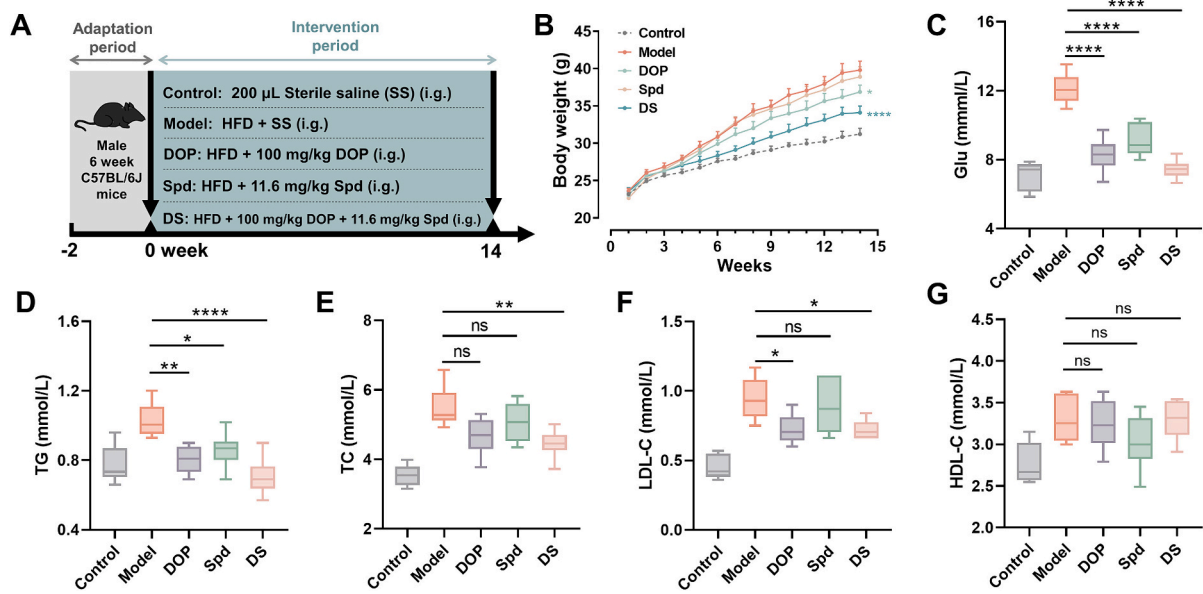 A
Adaptation
period
Intervention
period
Male
6 week
C57BL/6J
mice
Control: 200 μL Sterile saline (SS) (i.g.)
Model: HFD + SS (i.g.)
DOP: HFD + 100 mg/kg DOP (i.g.)
Spd: HFD + 11.6 mg/kg Spd (i.g.)
DS: HFD + 100 mg/kg DOP + 11.6 mg/kg Spd (i.g.)
-2
0 week
14
B
Body weight (g)
45
40
35
30
25
20
Control
Model
DOP
Spd
DS
*
****
0
3
6
9
12
15
Weeks
C
Glu (mmml/L)
16
12
8
4
****
****
****
Control
Model
DOP
Spd
DS
D
TG (mmol/L)
1.6
1.2
0.8
0.4
****
*
**
Control
Model
DOP
Spd
DS
E
TC (mmol/L)
8
6
4
2
**
ns
ns
Control
Model
DOP
Spd
DS
F
LDL-C (mmol/L)
1.5
1.0
0.5
0.0
*
ns
*
Control
Model
DOP
Spd
DS
G
HDL-C (mmol/L)
4.5
4.0
3.5
3.0
2.5
2.0
ns
ns
ns
Control
Model
DOP
Spd
DS